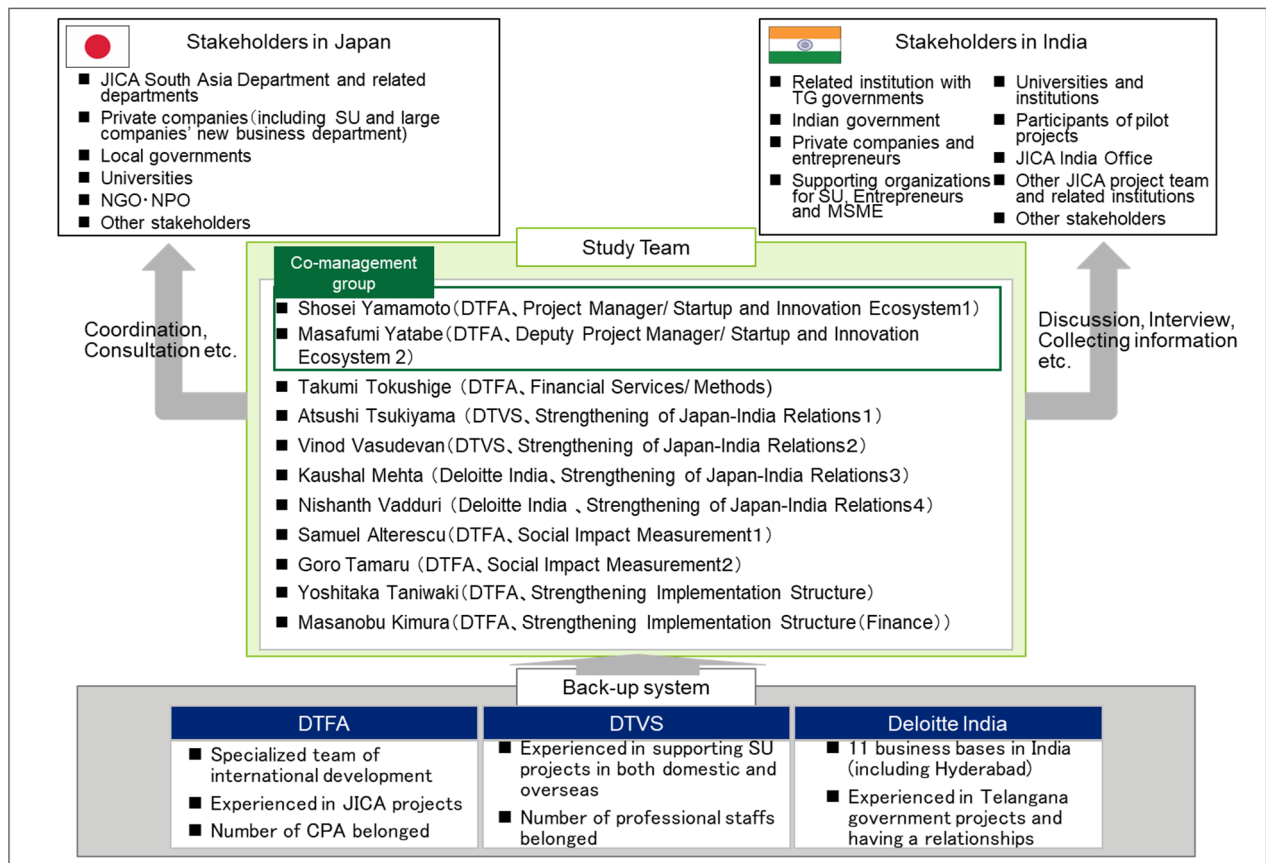 Stakeholders in Japan
■ JICA South Asia Department and related
departments
■ Private companies(including SU and large
companies' new business department)
■ Local governments
■ Universities
■ NGO・NPO
■ Other stakeholders
Stakeholders in India
■ Related institution with
TG governments
■ Indian government
■ Private companies and
entrepreneurs
■ Supporting organizations
for SU, Entrepreneurs
and MSME
■ Universities and
institutions
■ Participants of pilot
projects
■ JICA India Office
■ Other JICA project team
and related institutions
■ Other stakeholders
Study Team
Co-management
group
■ Shosei Yamamoto(DTFA、Project Manager/ Startup and Innovation Ecosystem1)
■ Masafumi Yatabe(DTFA、Deputy Project Manager/ Startup and Innovation
Ecosystem 2)
■ Takumi Tokushige (DTFA、Financial Services/ Methods)
■ Atsushi Tsukiyama (DTVS、Strengthening of Japan-India Relations1)
■ Vinod Vasudevan(DTVS、Strengthening of Japan-India Relations2)
■ Kaushal Mehta (Deloitte India、Strengthening of Japan-India Relations3)
■ Nishanth Vadduri (Deloitte India 、Strengthening of Japan-India Relations4)
■ Samuel Alterescu(DTFA、Social Impact Measurement1)
■ Goro Tamaru (DTFA、Social Impact Measurement2)
■ Yoshitaka Taniwaki(DTFA、Strengthening Implementation Structure)
■ Masanobu Kimura(DTFA、Strengthening Implementation Structure(Finance))
Coordination,
Consultation etc.
Discussion, Interview,
Collecting information
etc.
Back-up system
DTFA
■ Specialized team of
international development
■ Experienced in JICA projects
■ Number of CPA belonged
DTVS
■ Experienced in supporting SU
projects in both domestic and
overseas
■ Number of professional staffs
belonged
Deloitte India
■ 11 business bases in India
(including Hyderabad)
■ Experienced in Telangana
government projects and
having a relationships